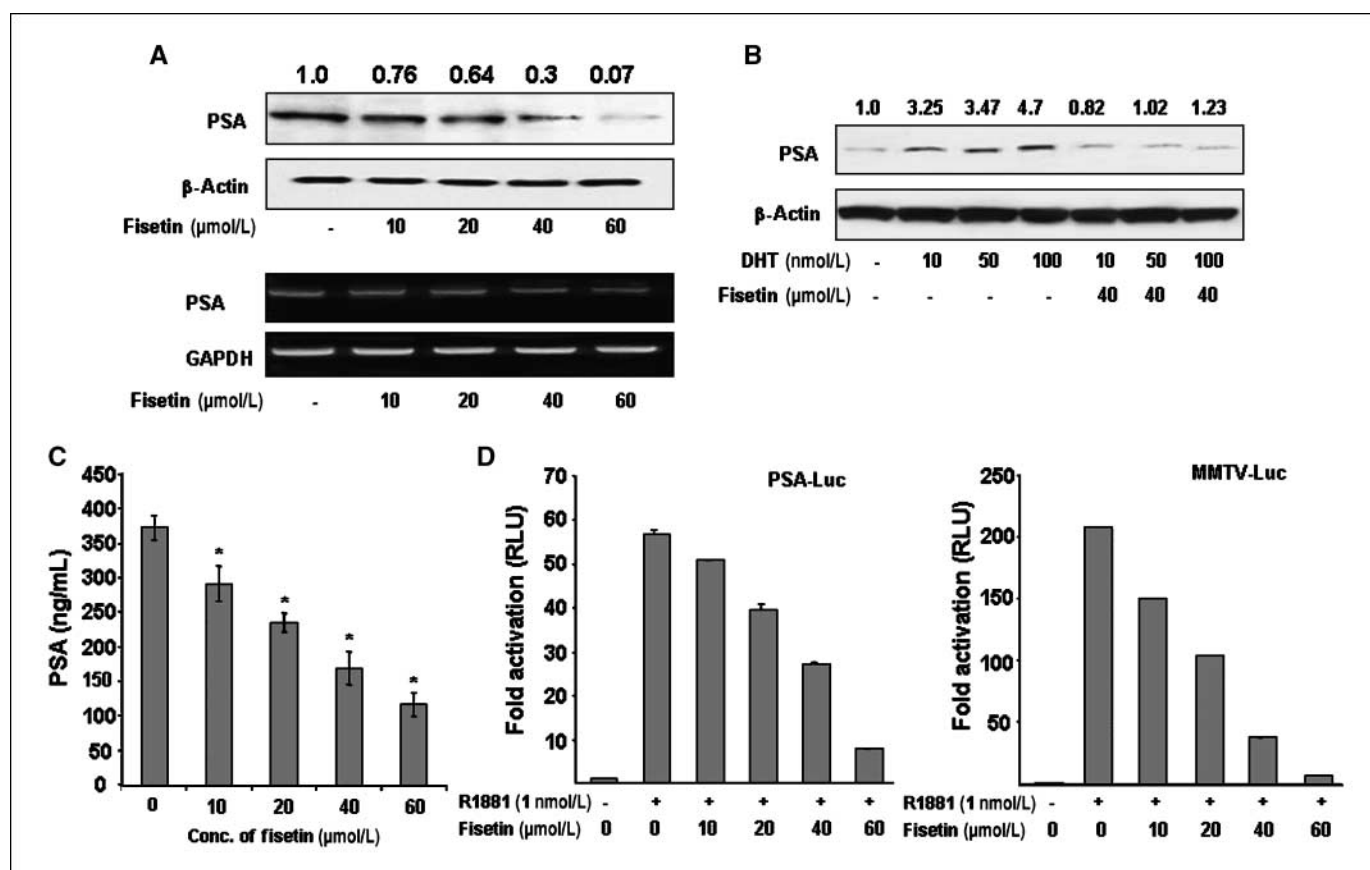 A
1.0 0.76 0.64 0.3 0.07
PSA
β-Actin
Fisetin (µmol/L) - 10 20 40 60
PSA
GAPDH
Fisetin (µmol/L) - 10 20 40 60
B
1.0 3.25 3.47 4.7 0.82 1.02 1.23
PSA
β-Actin
DHT (nmol/L) - 10 50 100 10 50 100
Fisetin (µmol/L) - - - - 40 40 40
C
PSA (ng/mL)
450
400
350
300
250
200
150
100
50
0
* * * *
0 10 20 40 60
Conc. of fisetin (µmol/L)
D
PSA-Luc
Fold activation (RLU)
70
60
50
40
30
20
10
R1881 (1 nmol/L) - + + + + +
Fisetin (µmol/L) 0 0 10 20 40 60
MMTV-Luc
Fold activation (RLU)
250
200
150
100
50
R1881 (1 nmol/L) - + + + + +
Fisetin (µmol/L) 0 0 10 20 40 60